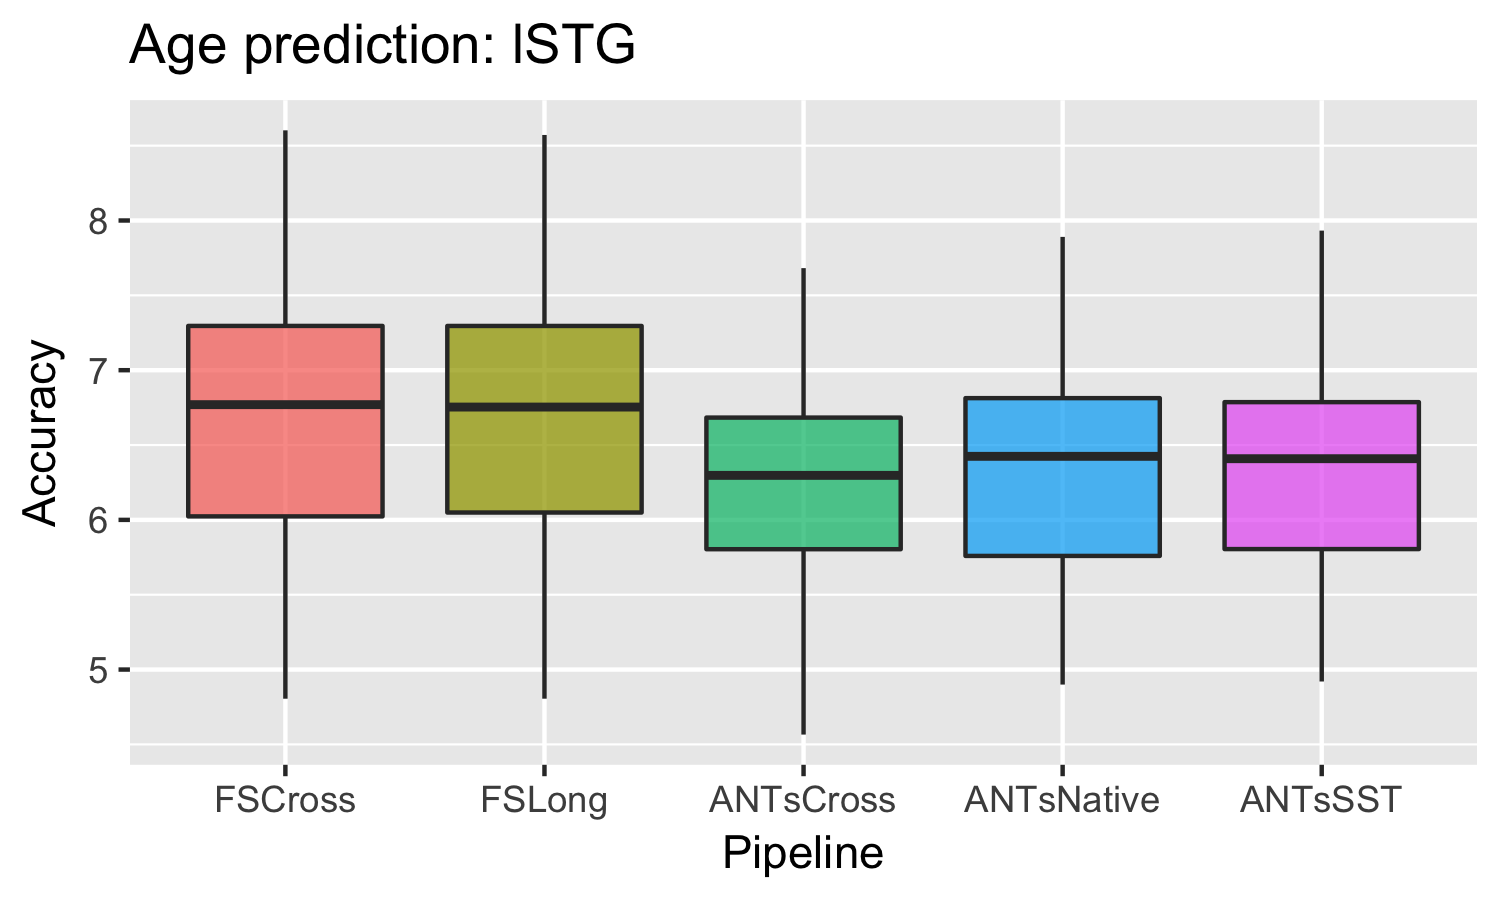 Age prediction: lSTG
Accuracy
8
7
6
5
FSCross FSLong ANTsCross ANTsNative ANTsSST
Pipeline